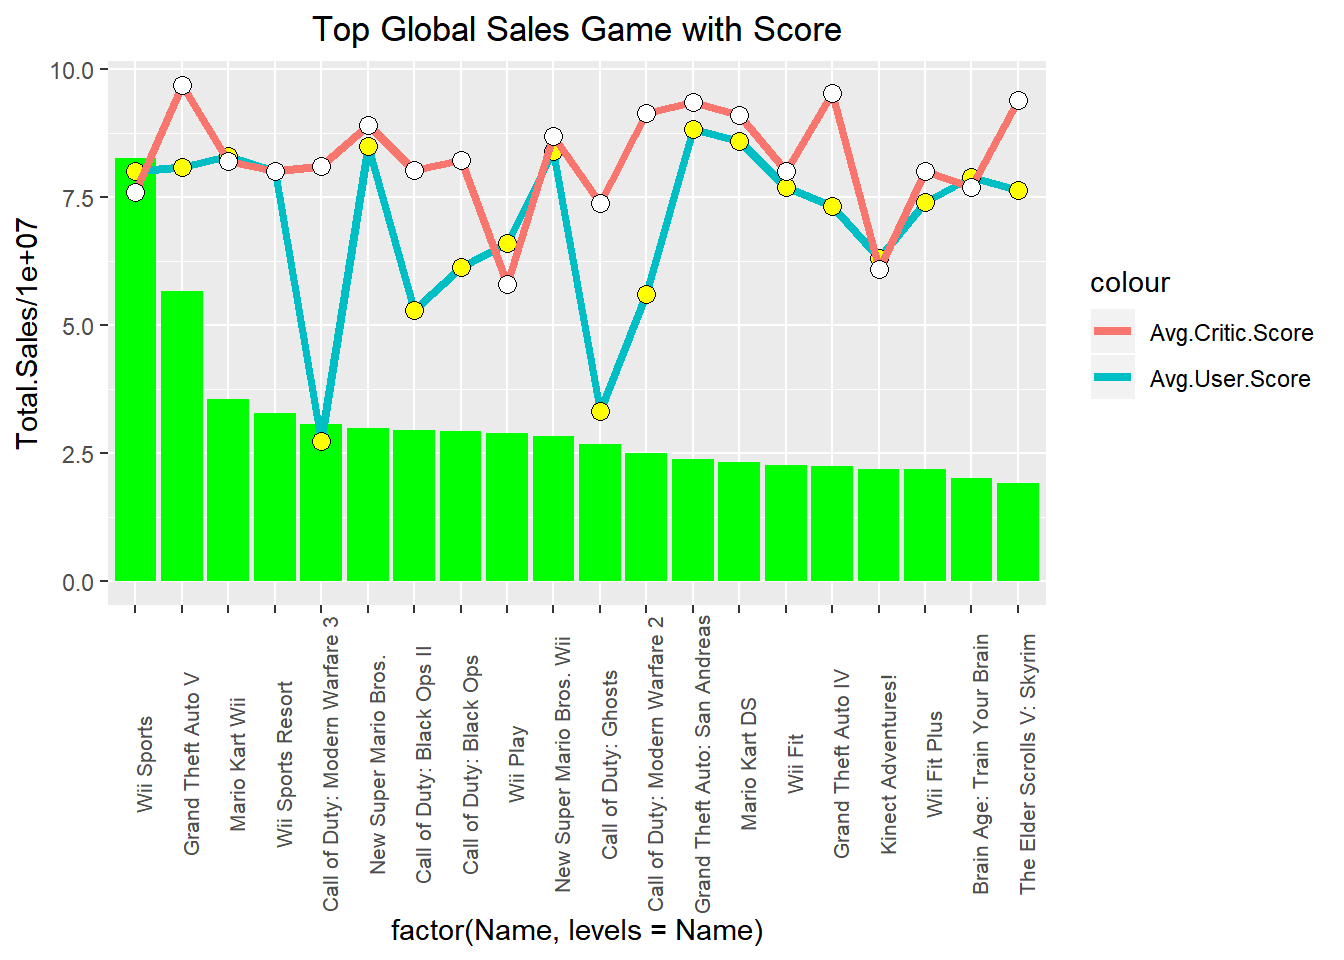 Top Global Sales Game with Score
Total.Sales/1e+07
10.0
7.5
5.0
2.5
0.0
Wii Sports
Grand Theft Auto V
Mario Kart Wii
Wii Sports Resort
Call of Duty: Modern Warfare 3
New Super Mario Bros.
Call of Duty: Black Ops II
Call of Duty: Black Ops
Wii Play
New Super Mario Bros. Wii
Call of Duty: Ghosts
Call of Duty: Modern Warfare 2
Grand Theft Auto: San Andreas
Mario Kart DS
Wii Fit
Grand Theft Auto IV
Kinect Adventures!
Wii Fit Plus
Brain Age: Train Your Brain
The Elder Scrolls V: Skyrim
factor(Name, levels = Name)
colour
Avg.Critic.Score
Avg.User.Score